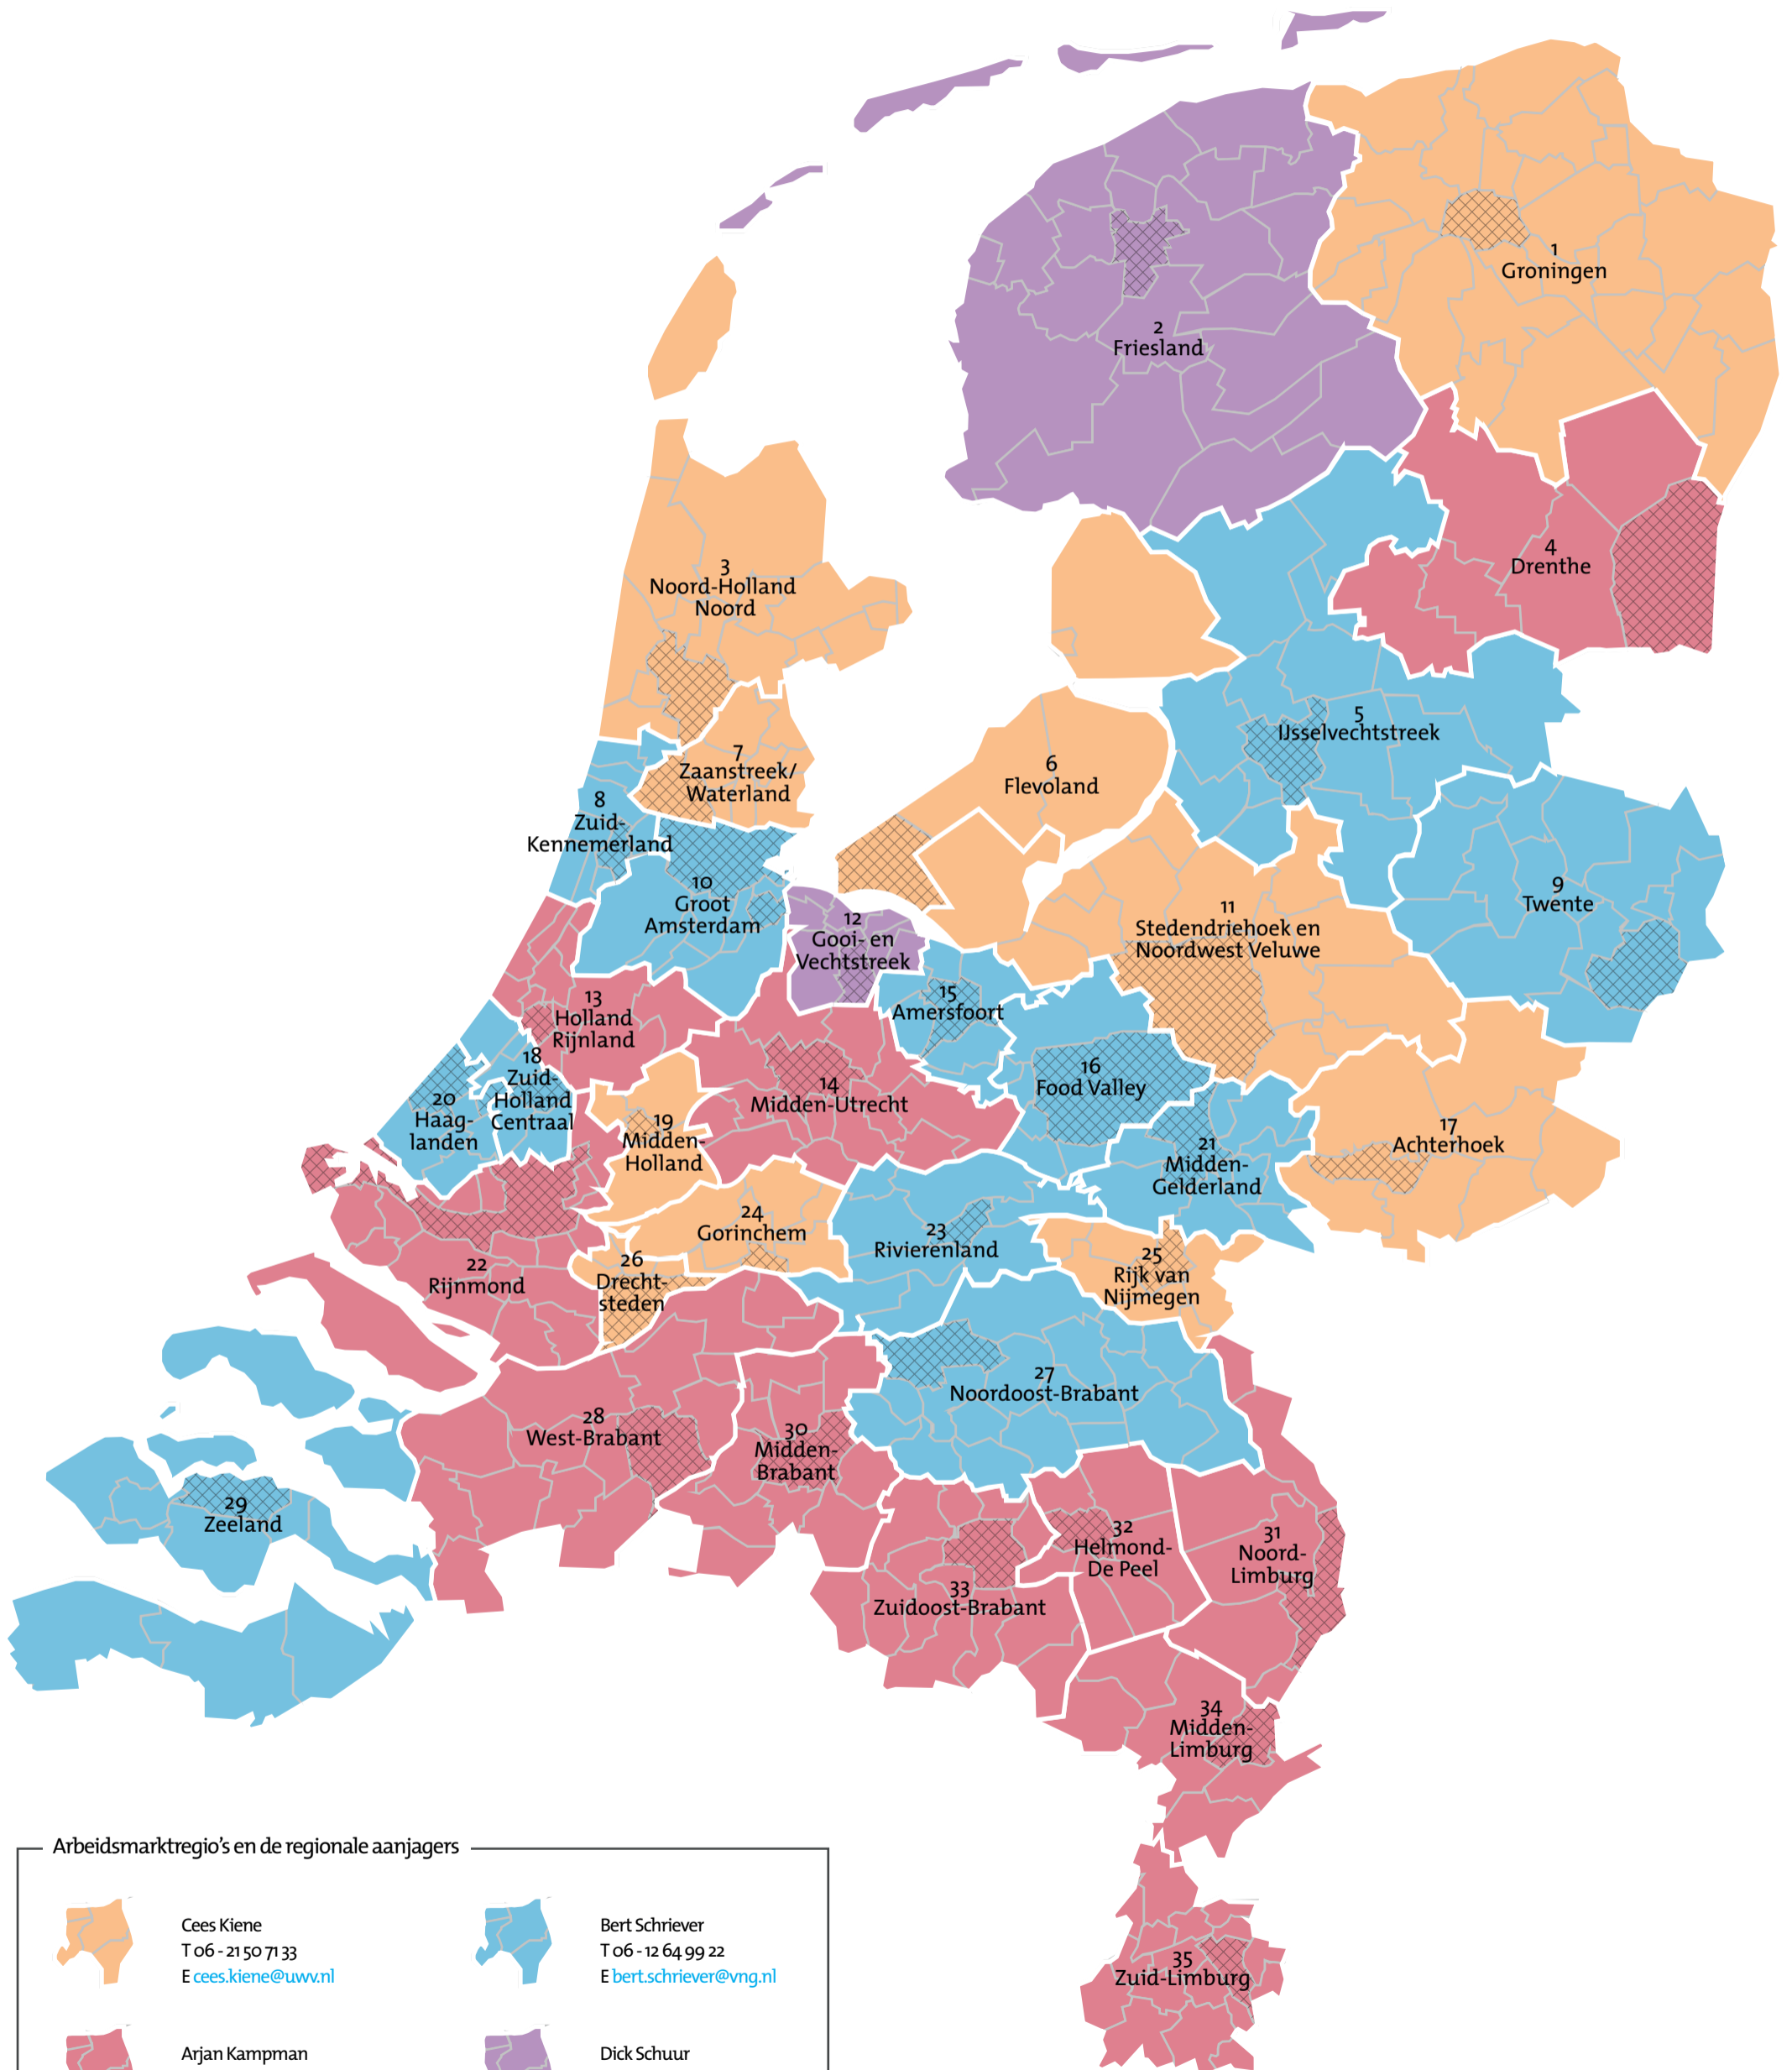 1
Groningen
2
Friesland
3
Noord-Holland
Noord
4
Drenthe
5
IJsselvechtstreek
6
Flevoland
7
Zaanstreek/
Waterland
8
Zuid-
Kennemerland
9
Twente
10
Groot
Amsterdam
11
Stedendriehoek en
Noordwest Veluwe
12
Gooi- en
Vechtstreek
13
Holland
Rijnland
14
Midden-Utrecht
15
Amersfoort
16
Food Valley
17
Achterhoek
18
Zuid-
Holland
Centraal
19
Midden-
Holland
20
Haag-
landen
21
Midden-
Gelderland
22
Rijnmond
23
Rivierenland
24
Gorinchem
25
Rijk van
Nijmegen
26
Drecht-
steden
27
Noordoost-Brabant
28
West-Brabant
29
Zeeland
30
Midden-
Brabant
31
Noord-
Limburg
32
Helmond-
De Peel
33
Zuidoost-Brabant
34
Midden-
Limburg
35
Zuid-Limburg
Arbeidsmarktregio's en de regionale aanjagers
Cees Kiene
T 06 - 21 50 71 33
E cees.kiene@uwv.nl
Bert Schriever
T 06 - 12 64 99 22
E bert.schriever@vng.nl
Arjan Kampman
Dick Schuur